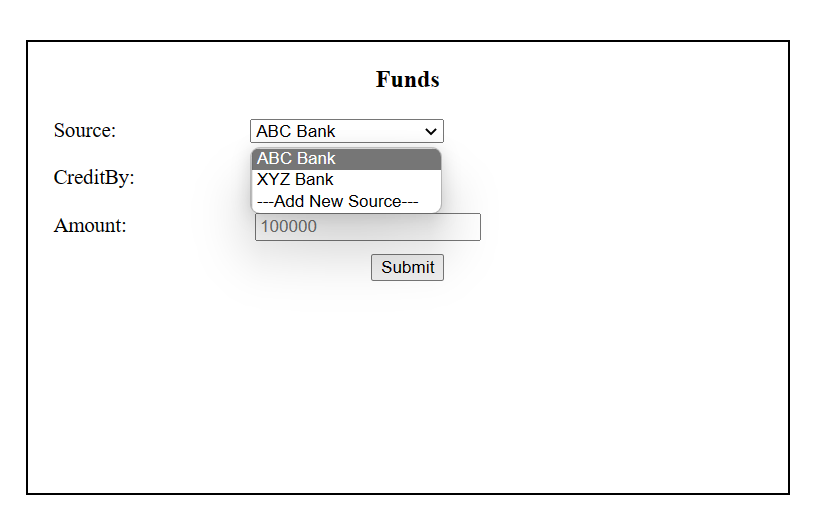 Funds
Source: ABC Bank
ABC Bank
CreditBy: XYZ Bank
---Add New Source---
Amount: 100000
Submit